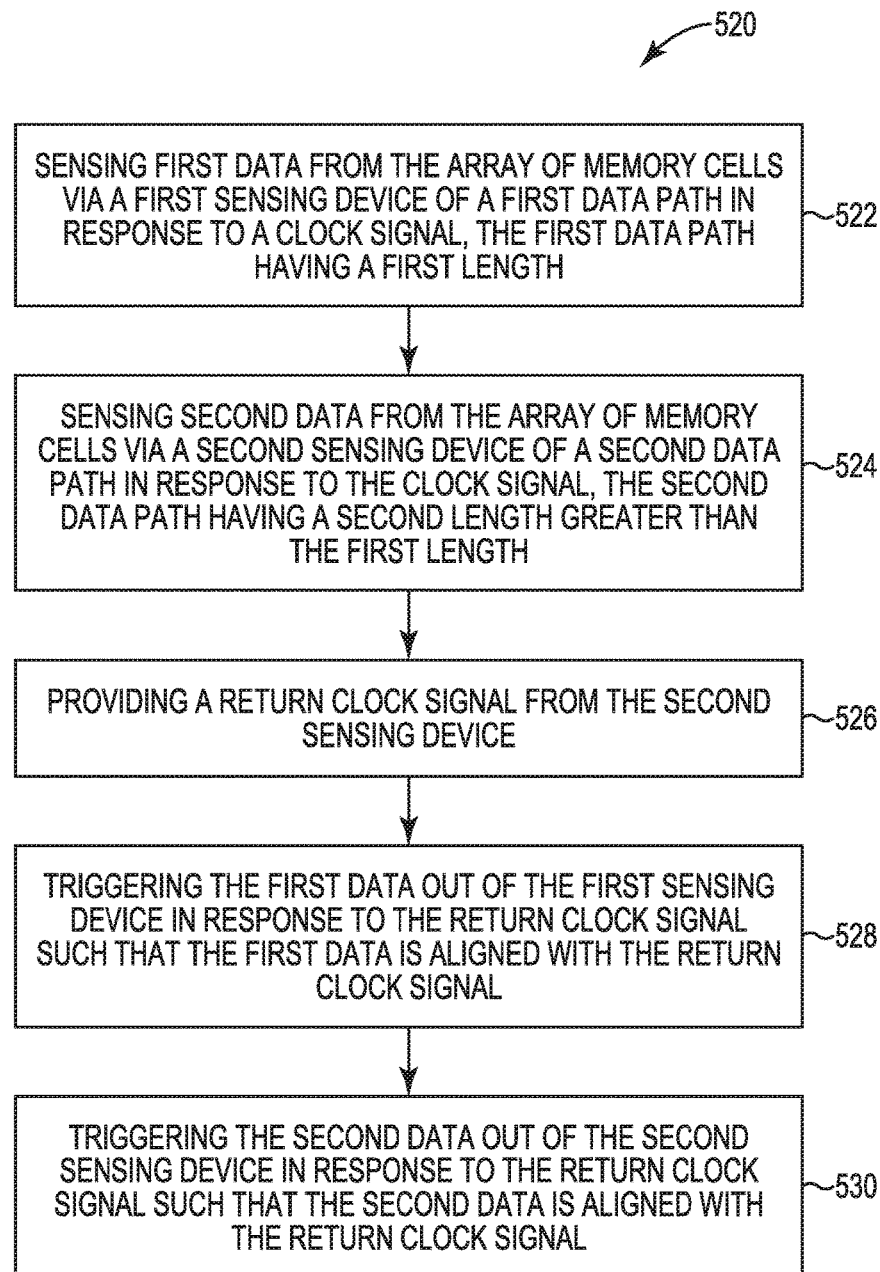 520
SENSING FIRST DATA FROM THE ARRAY OF MEMORY CELLS
VIA A FIRST SENSING DEVICE OF A FIRST DATA PATH IN
RESPONSE TO A CLOCK SIGNAL, THE FIRST DATA PATH
HAVING A FIRST LENGTH
522
SENSING SECOND DATA FROM THE ARRAY OF MEMORY
CELLS VIA A SECOND SENSING DEVICE OF A SECOND DATA
PATH IN RESPONSE TO THE CLOCK SIGNAL, THE SECOND
DATA PATH HAVING A SECOND LENGTH GREATER THAN
THE FIRST LENGTH
524
PROVIDING A RETURN CLOCK SIGNAL FROM THE SECOND
SENSING DEVICE
526
TRIGGERING THE FIRST DATA OUT OF THE FIRST SENSING
DEVICE IN RESPONSE TO THE RETURN CLOCK SIGNAL
SUCH THAT THE FIRST DATA IS ALIGNED WITH THE RETURN
CLOCK SIGNAL
528
TRIGGERING THE SECOND DATA OUT OF THE SECOND
SENSING DEVICE IN RESPONSE TO THE RETURN CLOCK
SIGNAL SUCH THAT THE SECOND DATA IS ALIGNED WITH
THE RETURN CLOCK SIGNAL
530